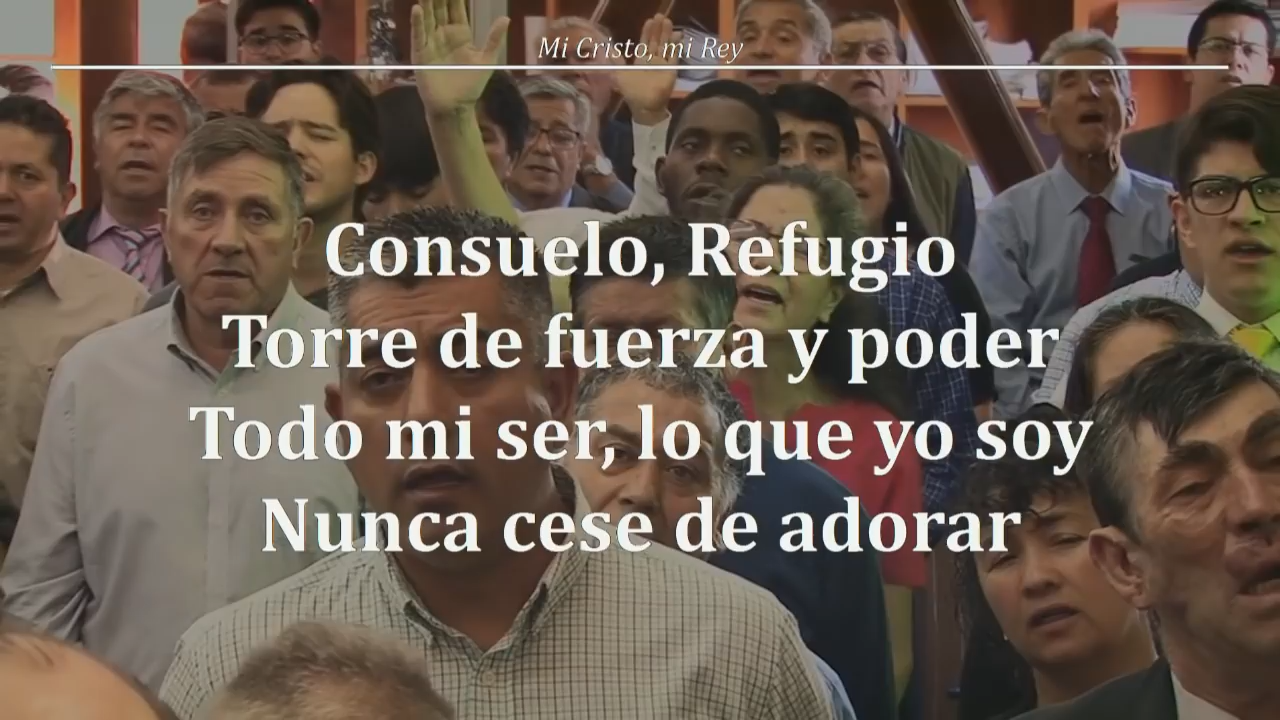 Mi Cristo, mi Rey
Consuelo, Refugio
Torre de fuerza y poder
Todo mi ser, lo que yo soy
Nunca cese de adorar